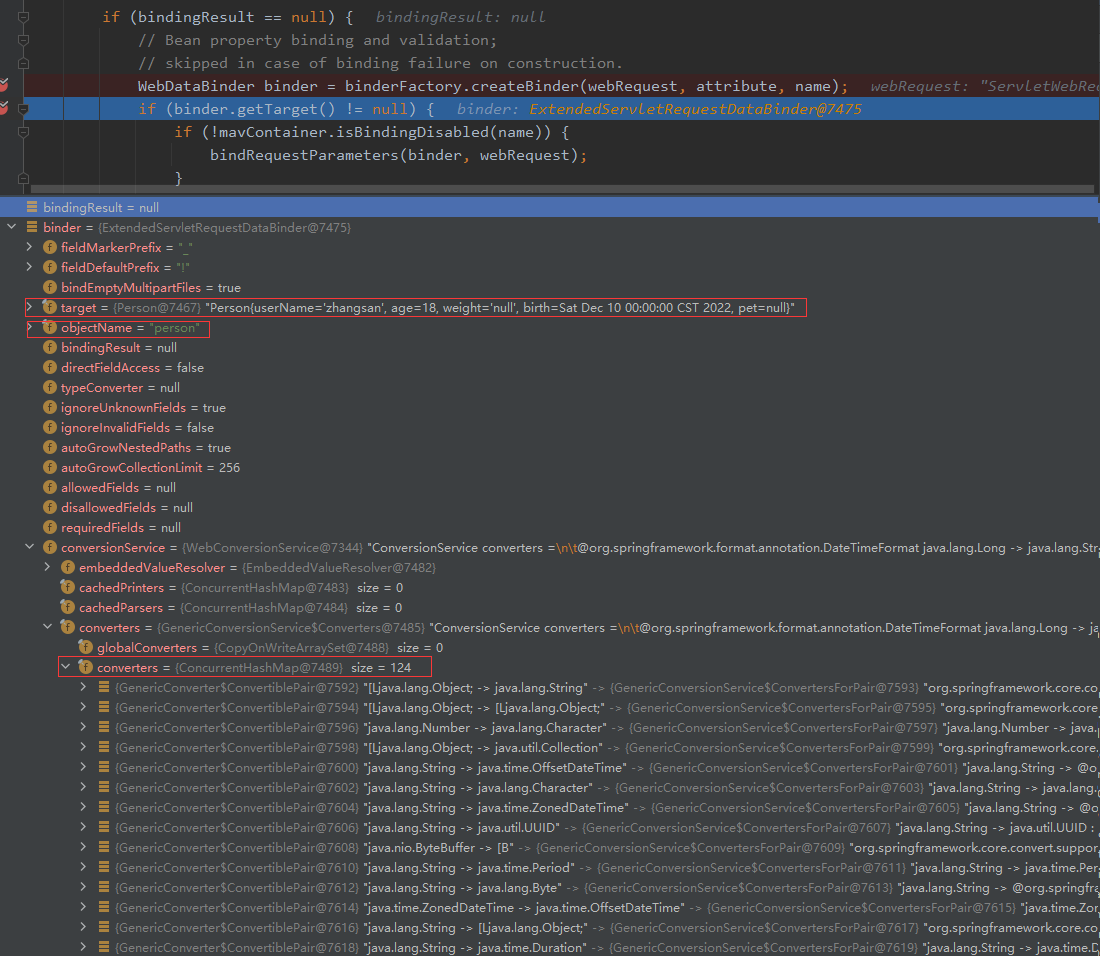 if (bindingResult == null) {  bindingResult: null
// Bean property binding and validation;
// skipped in case of binding failure on construction.
WebDataBinder binder = binderFactory.createBinder(webRequest, attribute, name);  webRequest: "ServletWebReq
if (binder.getTarget() != null) {  binder: ExtendedServletRequestDataBinder@7475
if (!mavContainer.isBindingDisabled(name)) {
bindRequestParameters(binder, webRequest);
}
bindingResult = null
binder = {ExtendedServletRequestDataBinder@7475}
fieldMarkerPrefix = "_"
fieldDefaultPrefix = "!"
bindEmptyMultipartFiles = true
target = {Person@7467} "Person{userName='zhangsan', age=18, weight='null', birth=Sat Dec 10 00:00:00 CST 2022, pet=null}"
objectName = "person"
bindingResult = null
directFieldAccess = false
typeConverter = null
ignoreUnknownFields = true
ignoreInvalidFields = false
autoGrowNestedPaths = true
autoGrowCollectionLimit = 256
allowedFields = null
disallowedFields = null
requiredFields = null
conversionService = {WebConversionService@7344} "ConversionService converters =\n\t@org.springframework.format.annotation.DateTimeFormat java.lang.Long -> java.lang.Str
embeddedValueResolver = {EmbeddedValueResolver@7482}
cachedPrinters = {ConcurrentHashMap@7483}  size = 0
cachedParsers = {ConcurrentHashMap@7484}  size = 0
converters = {GenericConversionService$Converters@7485} "ConversionService converters =\n\t@org.springframework.format.annotation.DateTimeFormat java.lang.Long -> ja
globalConverters = {CopyOnWriteArraySet@7488}  size = 0
converters = {ConcurrentHashMap@7489}  size = 124
{GenericConverter$ConvertiblePair@7592} "[Ljava.lang.Object; -> java.lang.String" -> {GenericConversionService$ConvertersForPair@7593} "org.springframework.core.co
{GenericConverter$ConvertiblePair@7594} "[Ljava.lang.Object; -> [Ljava.lang.Object;" -> {GenericConversionService$ConvertersForPair@7595} "org.springframework.core
{GenericConverter$ConvertiblePair@7596} "java.lang.Number -> java.lang.Character" -> {GenericConversionService$ConvertersForPair@7597} "java.lang.Number -> java.
{GenericConverter$ConvertiblePair@7598} "[Ljava.lang.Object; -> java.util.Collection" -> {GenericConversionService$ConvertersForPair@7599} "org.springframework.core.
{GenericConverter$ConvertiblePair@7600} "java.lang.String -> java.time.OffsetDateTime" -> {GenericConversionService$ConvertersForPair@7601} "java.lang.String -> @o
{GenericConverter$ConvertiblePair@7602} "java.lang.String -> java.lang.Character" -> {GenericConversionService$ConvertersForPair@7603} "java.lang.String -> java.lang.
{GenericConverter$ConvertiblePair@7604} "java.lang.String -> java.time.ZonedDateTime" -> {GenericConversionService$ConvertersForPair@7605} "java.lang.String -> @o
{GenericConverter$ConvertiblePair@7606} "java.lang.String -> java.util.UUID" -> {GenericConversionService$ConvertersForPair@7607} "java.lang.String -> java.util.UUID :
{GenericConverter$ConvertiblePair@7608} "java.nio.ByteBuffer -> [B" -> {GenericConversionService$ConvertersForPair@7609} "org.springframework.core.convert.suppor
{GenericConverter$ConvertiblePair@7610} "java.lang.String -> java.time.Period" -> {GenericConversionService$ConvertersForPair@7611} "java.lang.String -> java.time.Per
{GenericConverter$ConvertiblePair@7612} "java.lang.String -> java.lang.Byte" -> {GenericConversionService$ConvertersForPair@7613} "java.lang.String -> @org.springfra
{GenericConverter$ConvertiblePair@7614} "java.time.ZonedDateTime -> java.time.OffsetDateTime" -> {GenericConversionService$ConvertersForPair@7615} "java.time.Zon
{GenericConverter$ConvertiblePair@7616} "java.lang.String -> [Ljava.lang.Object;" -> {GenericConversionService$ConvertersForPair@7617} "org.springframework.core.co
{GenericConverter$ConvertiblePair@7618} "java.lang.String -> java.time.Duration" -> {GenericConversionService$ConvertersForPair@7619} "java.lang.String -> java.time.D